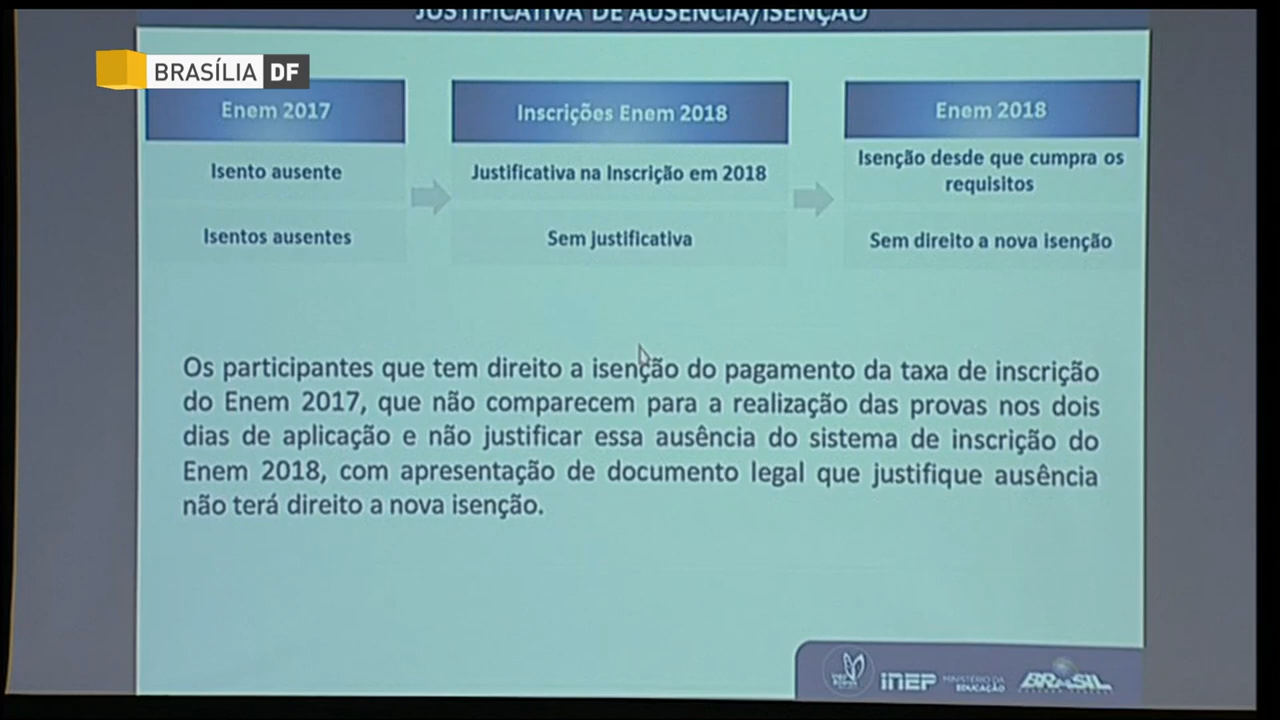 JUSTIFICATIVA DE AUSÊNCIA/ISENÇÃO
BRASÍLIA DF
Enem 2017
Inscrições Enem 2018
Enem 2018
Isento ausente
Justificativa na Inscrição em 2018
Isenção desde que cumpra os
requisitos
Isentos ausentes
Sem justificativa
Sem direito a nova isenção
Os participantes que tem direito a isenção do pagamento da taxa de inscrição
do Enem 2017, que não comparecem para a realização das provas nos dois
dias de aplicação e não justificar essa ausência do sistema de inscrição do
Enem 2018, com apresentação de documento legal que justifique ausência
não terá direito a nova isenção.
INEP
MINISTÉRIO DA
EDUCAÇÃO
BRASIL